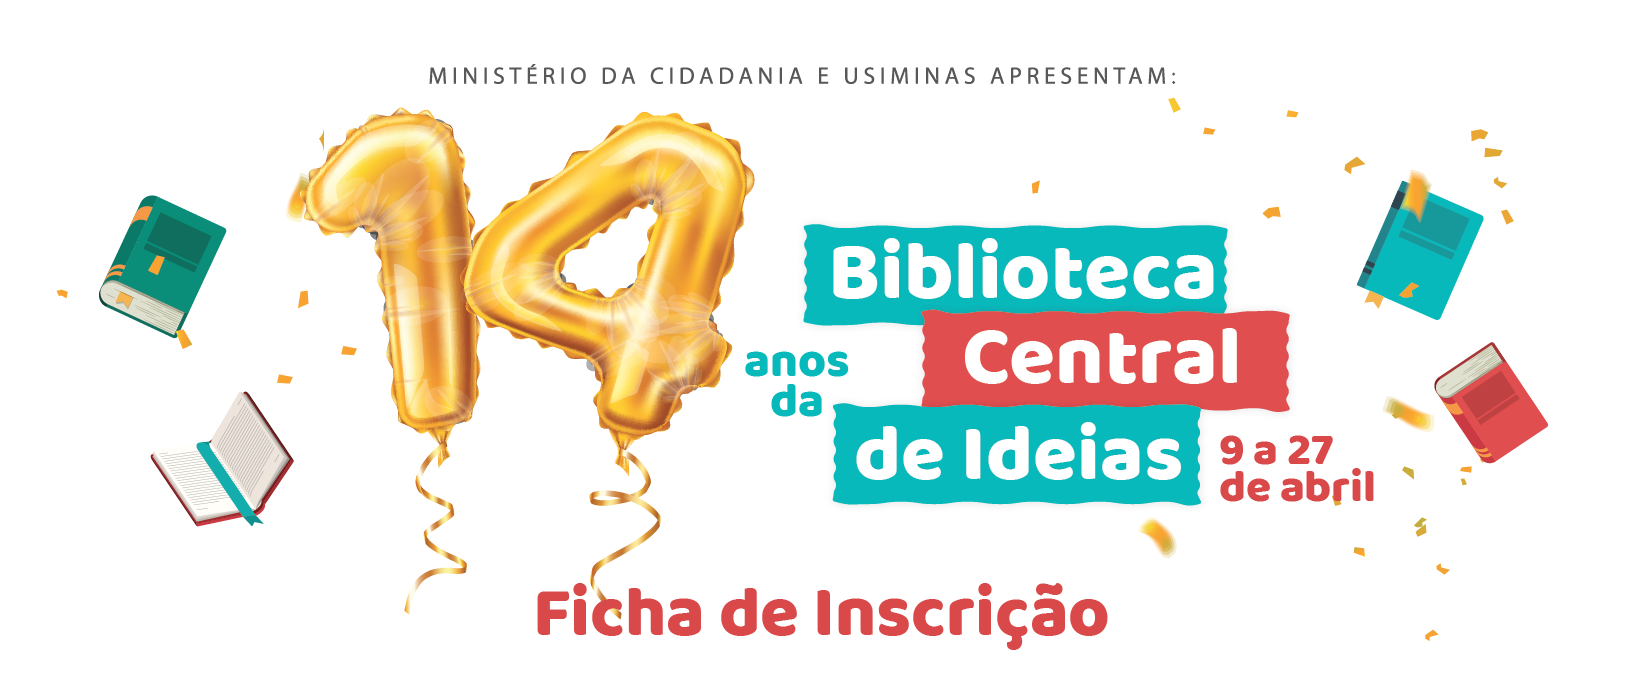 MINISTÉRIO DA CIDADANIA E USIMINAS APRESENTAM:
14
anos
da
Biblioteca
Central
de Ideias
9 a 27
de abril
Ficha de Inscrição